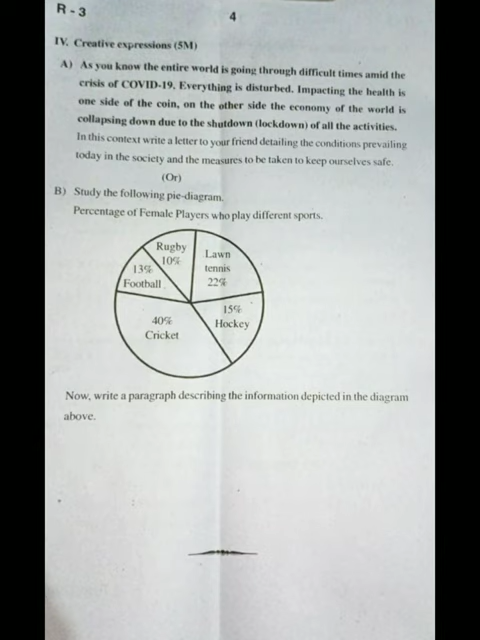 R - 3
4
IV. Creative expressions (5M)
A) As you know the entire world is going through difficult times amid the
crisis of COVID-19. Everything is disturbed. Impacting the health is
one side of the coin, on the other side the economy of the world is
collapsing down due to the shutdown (lockdown) of all the activities.
In this context write a letter to your friend detailing the conditions prevailing
today in the society and the measures to be taken to keep ourselves safe.
(Or)
B) Study the following pie-diagram.
Percentage of Female Players who play different sports.
Rugby
10%
Lawn
tennis
22%
13%
Football
15%
Hockey
40%
Cricket
Now, write a paragraph describing the information depicted in the diagram
above.